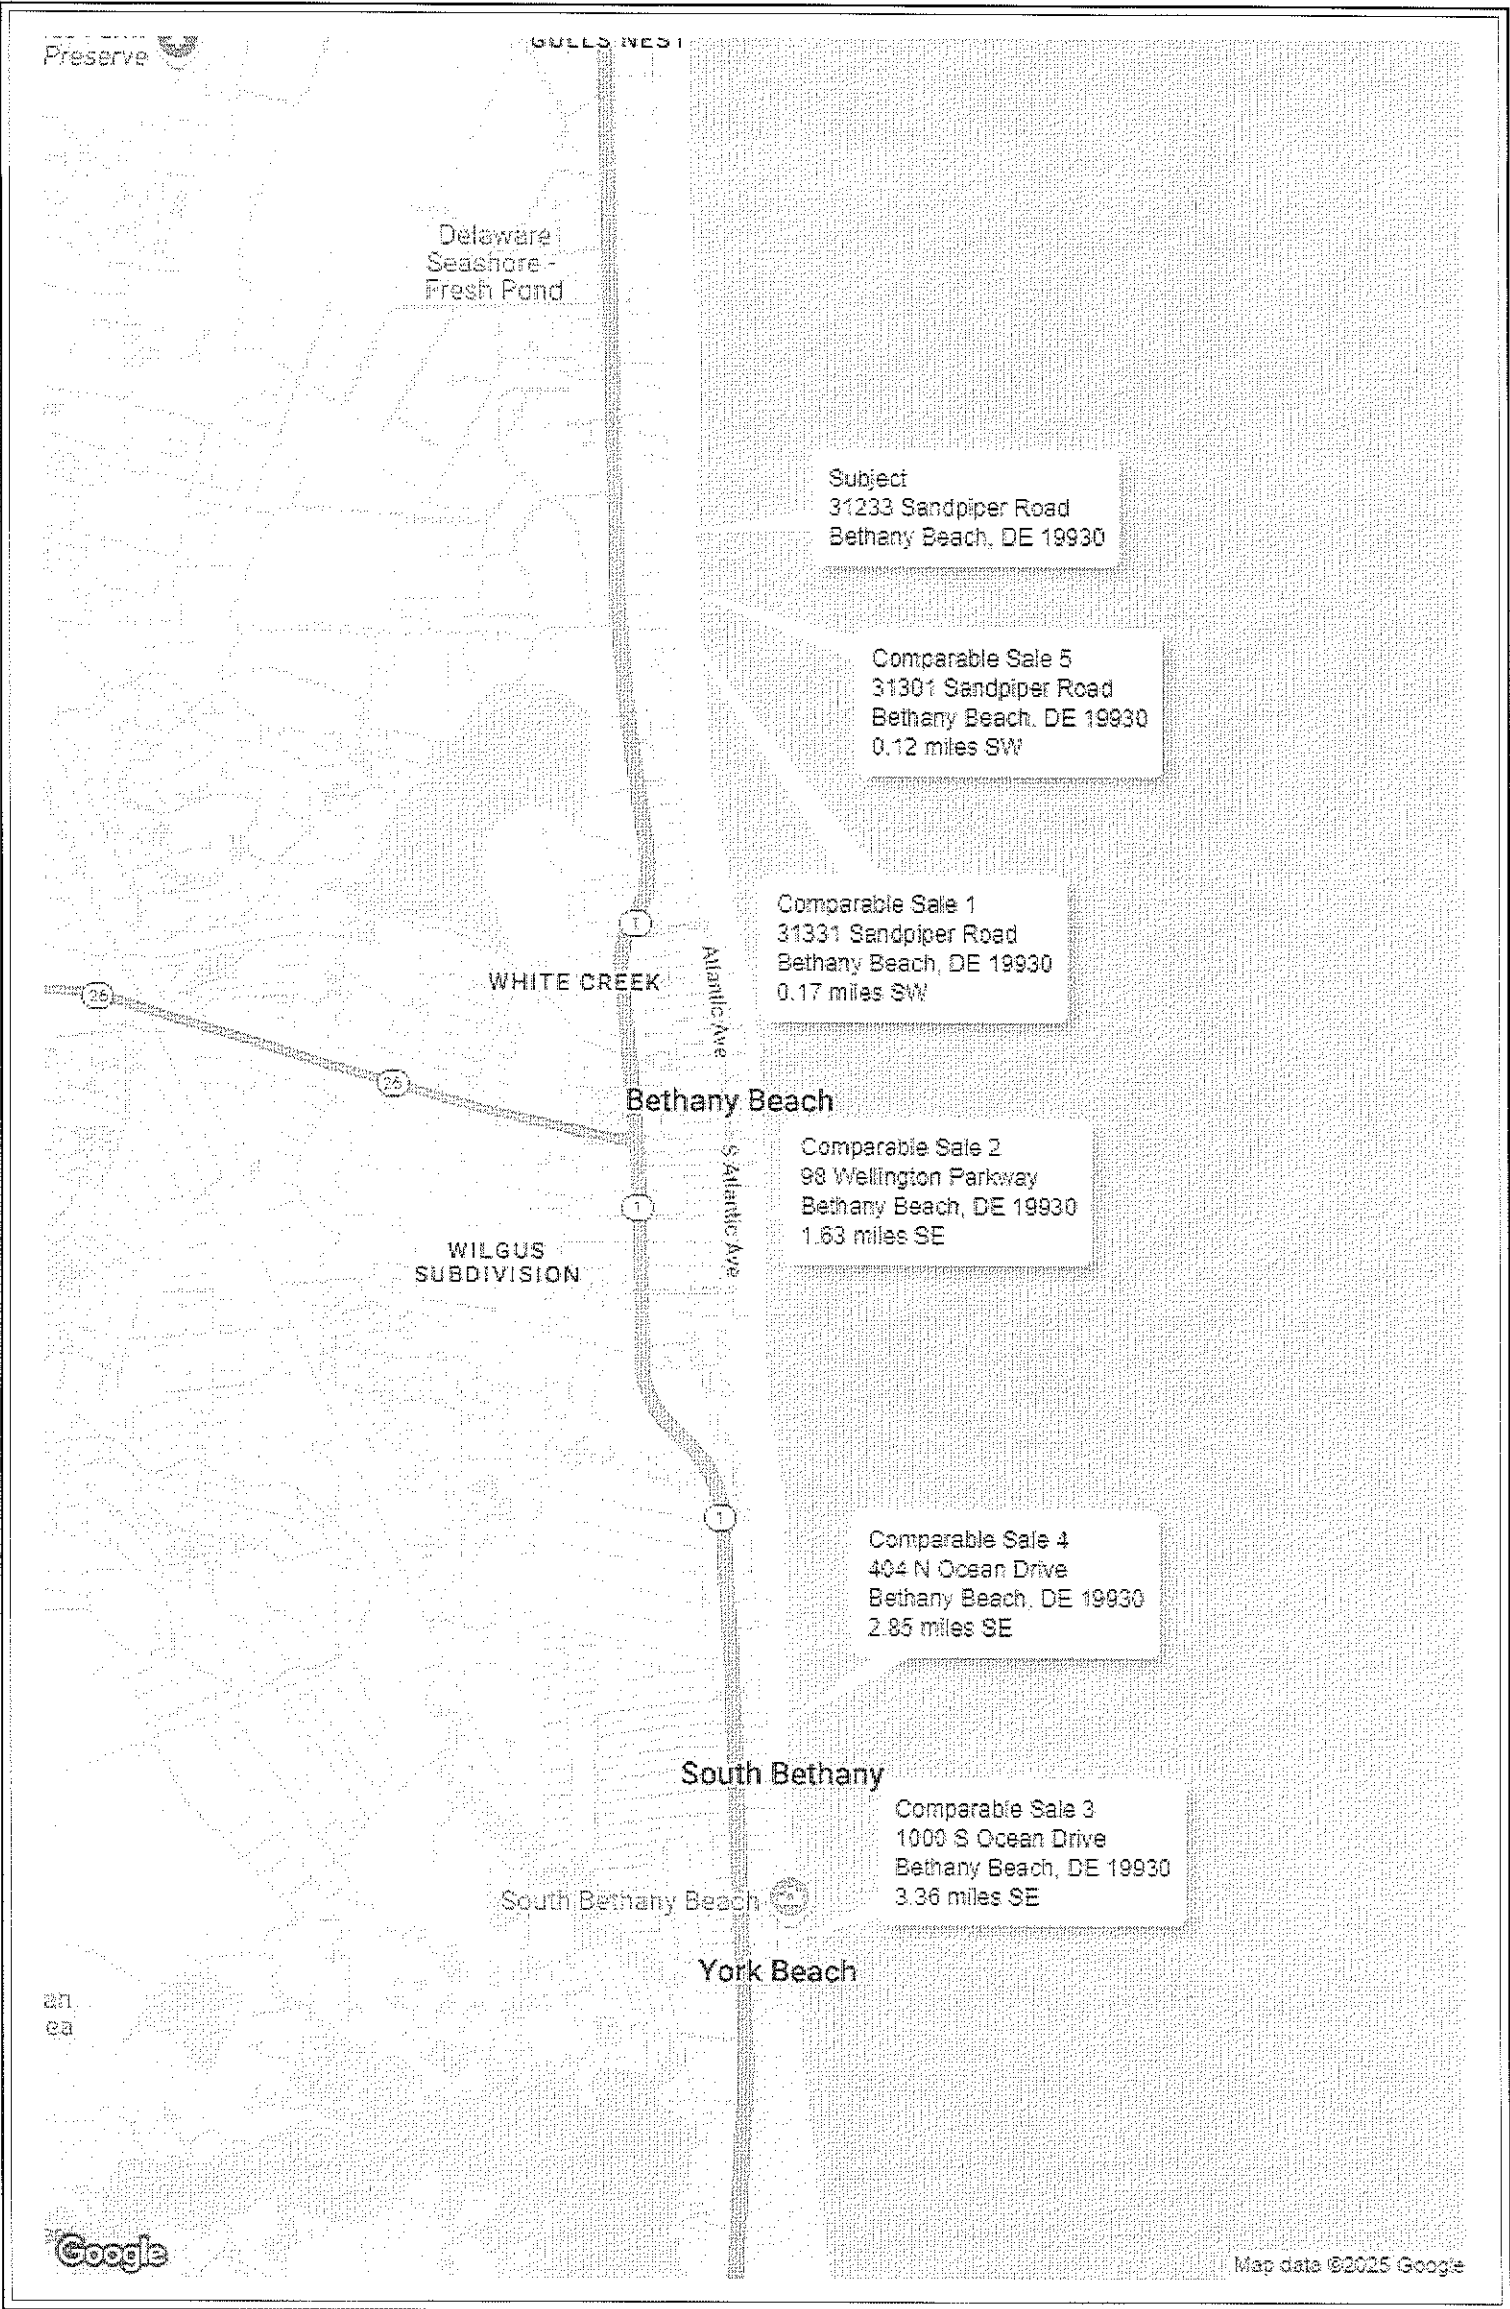 Preserve
GULLS NEST
Delaware
Seashore -
Fresh Pond
Subject
31233 Sandpiper Road
Bethany Beach, DE 19930
Comparable Sale 5
31301 Sandpiper Road
Bethany Beach, DE 19930
0.12 miles SW
Comparable Sale 1
31331 Sandpiper Road
Bethany Beach, DE 19930
0.17 miles SW
1
WHITE CREEK
Atlantic Ave
26
26
Bethany Beach
Comparable Sale 2
98 Wellington Parkway
Bethany Beach, DE 19930
1.63 miles SE
S Atlantic Ave
1
WILGUS
SUBDIVISION
1
Comparable Sale 4
404 N Ocean Drive
Bethany Beach, DE 19930
2.85 miles SE
South Bethany
Comparable Sale 3
1000 S Ocean Drive
Bethany Beach, DE 19930
3.36 miles SE
South Bethany Beach
York Beach
an
ea
Google
Map data ©2025 Google